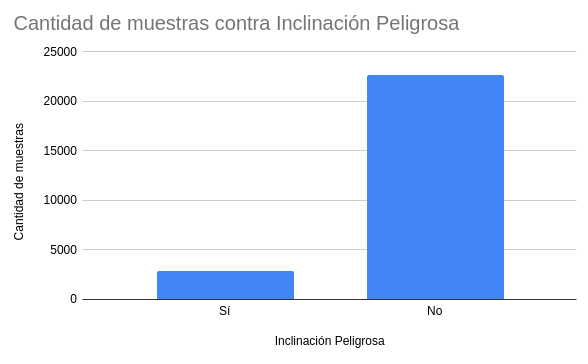 Cantidad de muestras contra Inclinación Peligrosa
Cantidad de muestras
25000
20000
15000
10000
5000
0
Sí
No
Inclinación Peligrosa